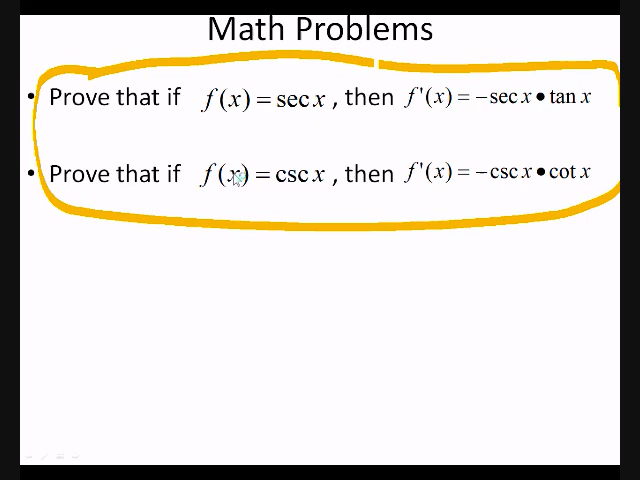 Math Problems
• Prove that if f(x) = sec x, then f'(x) = −sec x • tan x
• Prove that if f(x) = csc x, then f'(x) = −csc x • cot x